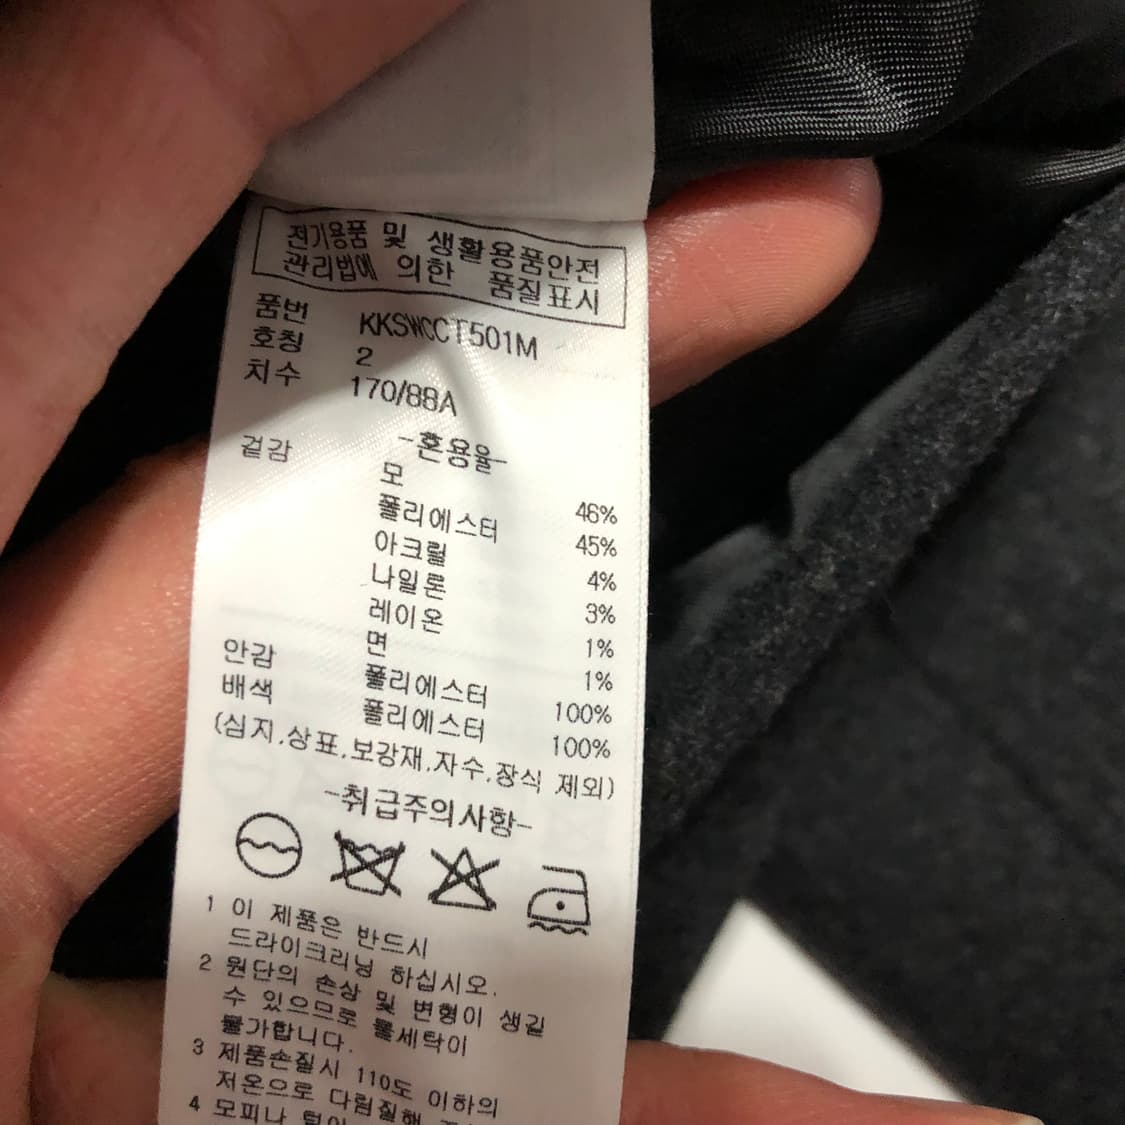 전기용품 및 생활용품안전
관리법에 의한 품질표시
품번 KKSWCCT501M
호칭 2
치수 170/88A
-혼용율-
겉감 모 46%
폴리에스터 45%
아크릴 4%
나일론 3%
레이온 1%
면 1%
안감 폴리에스터 100%
배색 폴리에스터 100%
(심지.상표.보강재.자수.장식 제외)
-취급주의사항-
1 이 제품은 반드시
드라이크리닝 하십시오.
2 원단의 손상 및 변형이 생길
수 있으므로 물세탁이
불가합니다.
3 제품손질시 110도 이하의
저온으로 다림질해
4 모피나